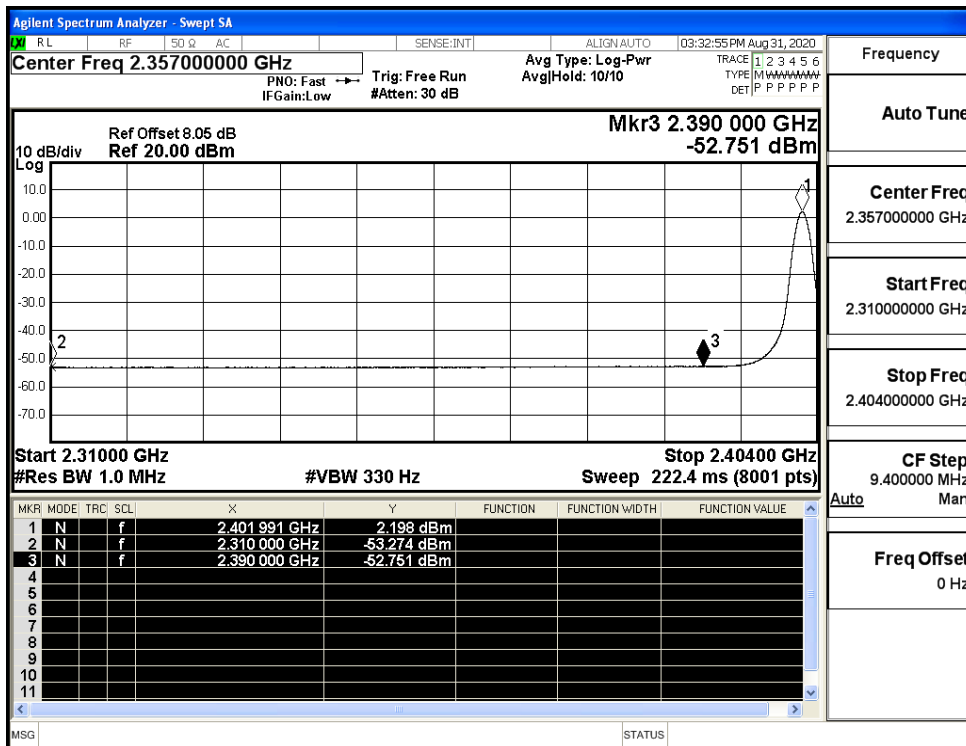 Agilent Spectrum Analyzer - Swept SA
LXI RL RF 50 Ω AC SENSE:INT ALIGNAUTO 03:32:55 PM Aug 31, 2020
Center Freq 2.357000000 GHz
PNO: Fast
IFGain:Low
Trig: Free Run
#Atten: 30 dB
Avg Type: Log-Pwr
Avg|Hold: 10/10
TRACE 1 2 3 4 5 6
TYPE M WWWWW
DET P P P P P P
Ref Offset 8.05 dB
10 dB/div Ref 20.00 dBm
Log
Mkr3 2.390 000 GHz
-52.751 dBm
10.0
0.00
-10.0
-20.0
-30.0
-40.0
-50.0
-60.0
-70.0
1
2
3
Start 2.31000 GHz Stop 2.40400 GHz
#Res BW 1.0 MHz #VBW 330 Hz Sweep 222.4 ms (8001 pts)
MKR MODE TRC SCL X Y FUNCTION FUNCTION WIDTH FUNCTION VALUE
1 N f 2.401 991 GHz 2.198 dBm
2 N f 2.310 000 GHz -53.274 dBm
3 N f 2.390 000 GHz -52.751 dBm
4
5
6
7
8
9
10
11
MSG STATUS
Frequency
Auto Tune
Center Freq
2.357000000 GHz
Start Freq
2.310000000 GHz
Stop Freq
2.404000000 GHz
CF Step
9.400000 MHz
Auto Man
Freq Offset
0 Hz